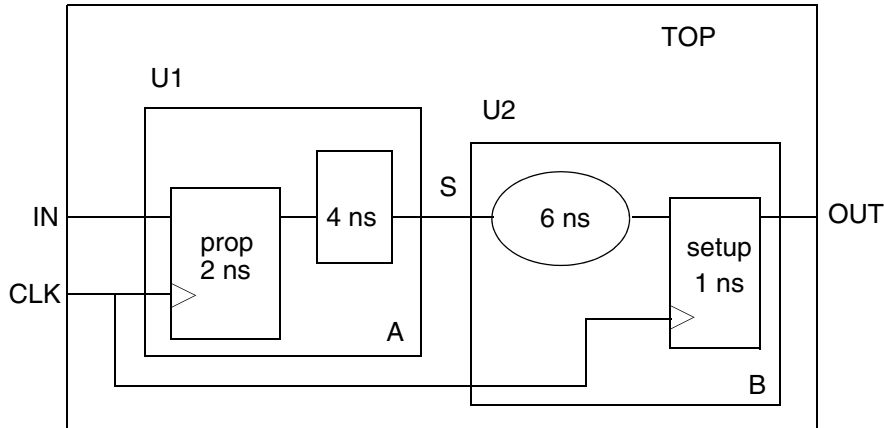 TOP
U1
U2
S
IN
4 ns
6 ns
OUT
prop
2 ns
setup
1 ns
CLK
A
B